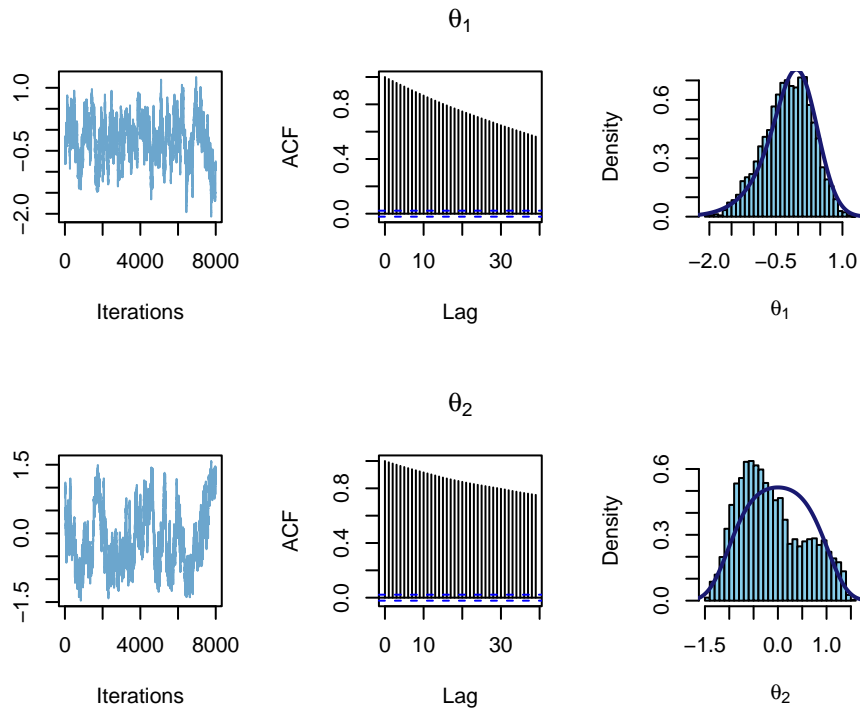 θ1
1.0
−0.5
−2.0
0 4000 8000
Iterations
ACF
0.8
0.4
0.0
0 10 30
Lag
Density
0.6
0.3
0.0
−2.0 −0.5 1.0
θ1
θ2
1.5
0.0
−1.5
0 4000 8000
Iterations
ACF
0.8
0.4
0.0
0 10 30
Lag
Density
0.6
0.3
0.0
−1.5 0.0 1.0
θ2